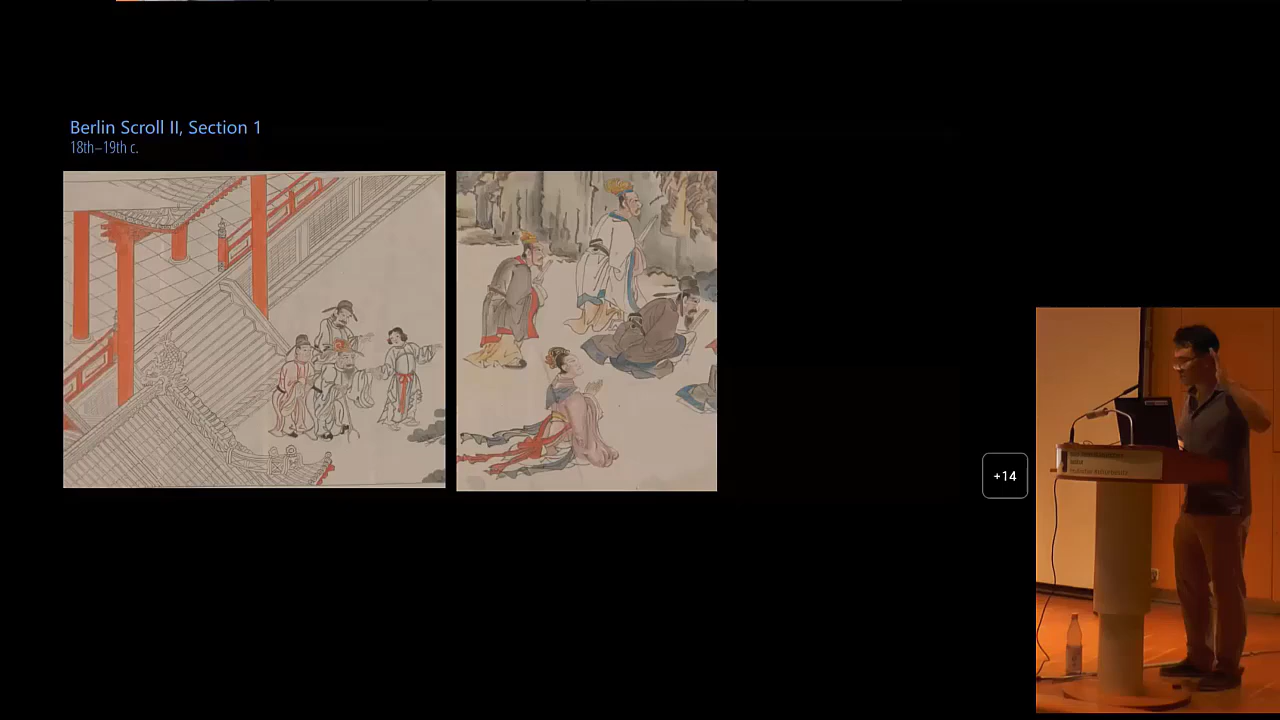 Berlin Scroll II, Section 1
18th–19th c.
+14